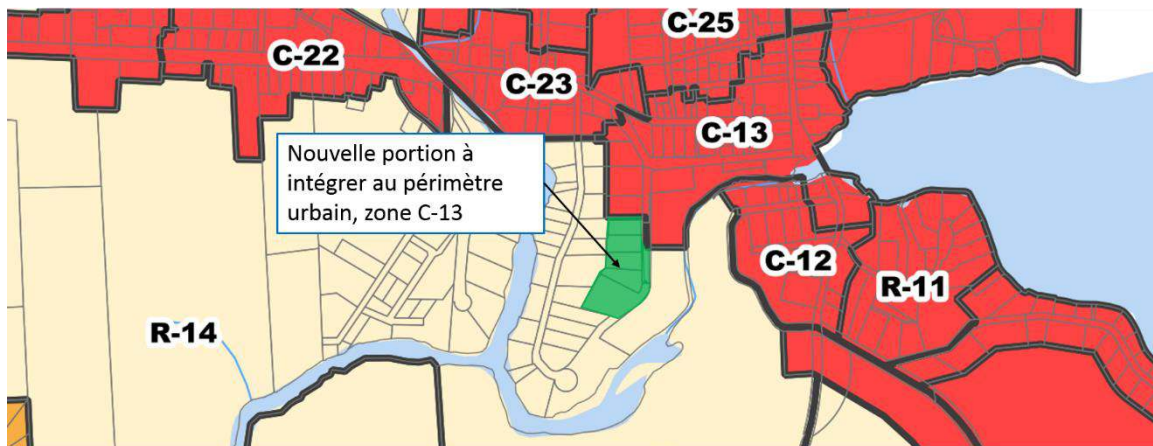 C-25
C-22
C-23
C-13
Nouvelle portion à
intégrer au périmètre
urbain, zone C-13
C-12
R-11
R-14